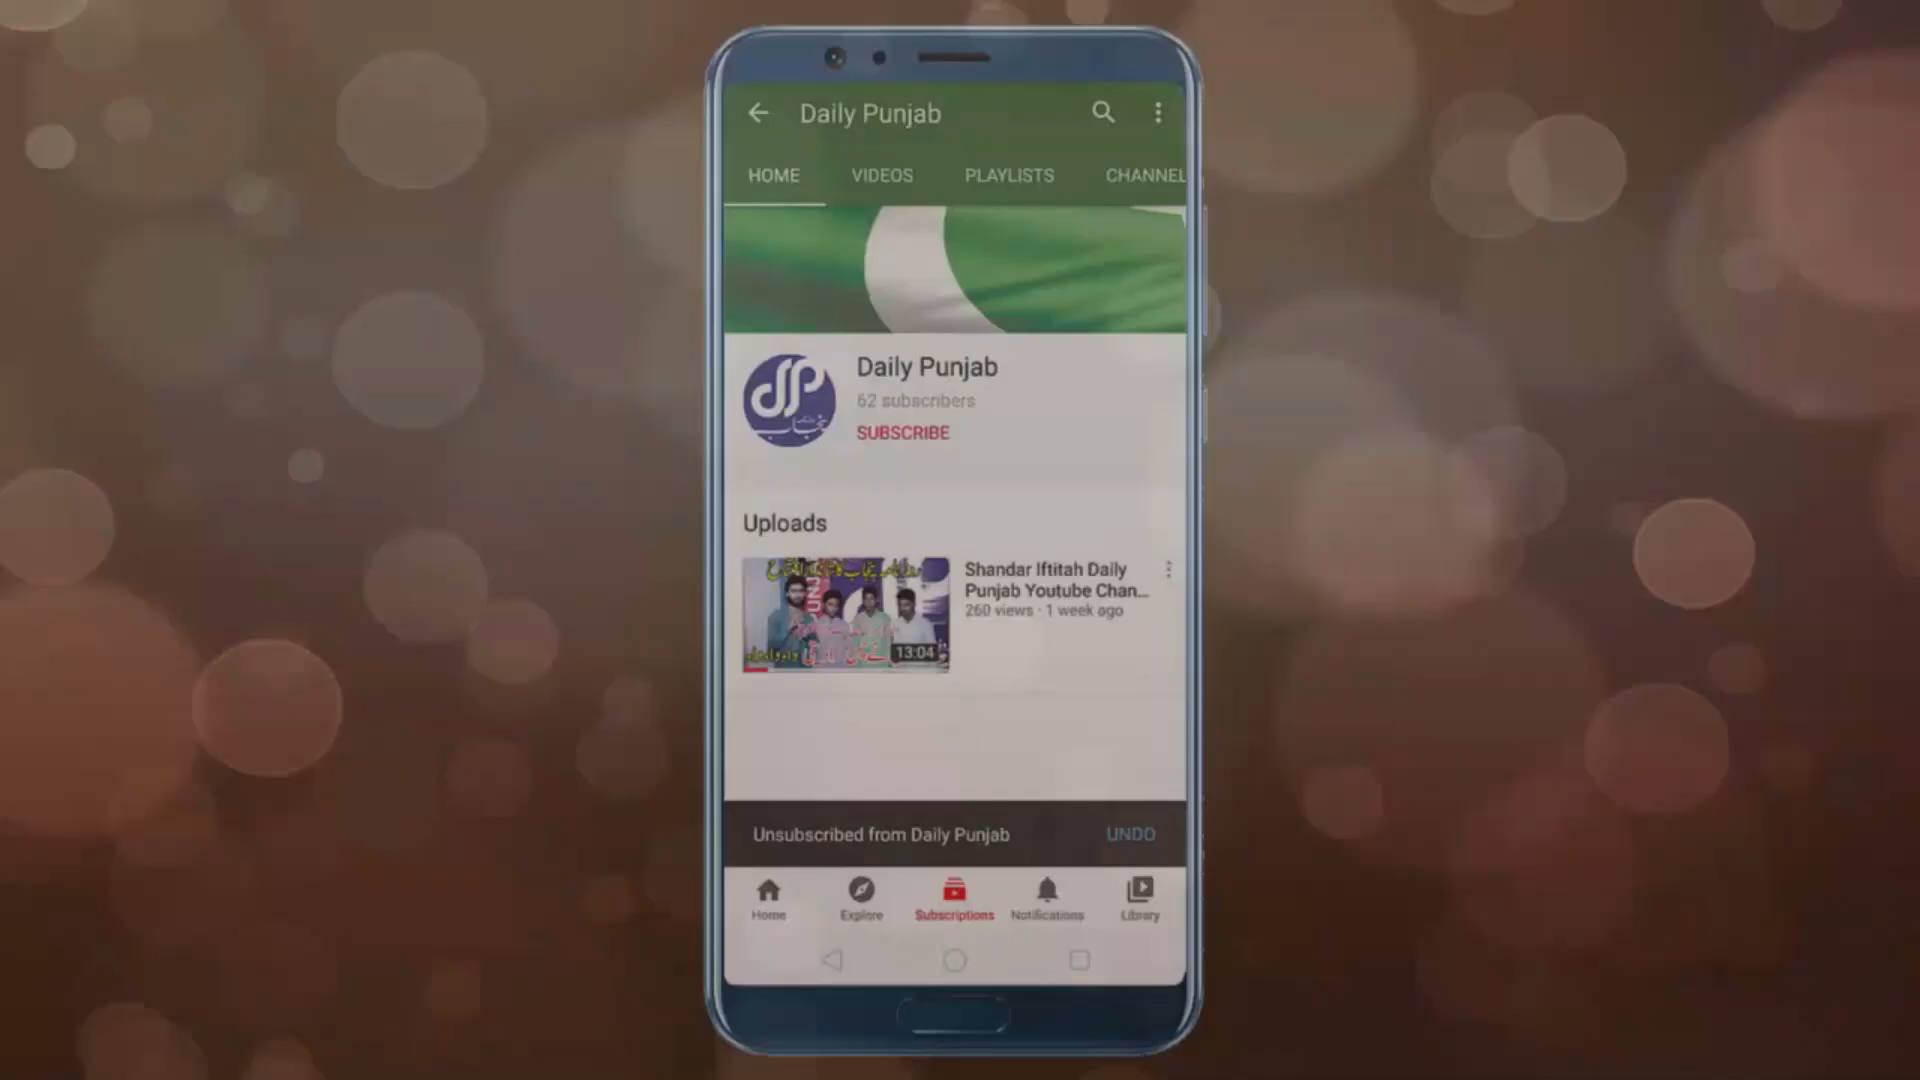 Daily Punjab
HOME VIDEOS PLAYLISTS CHANNEL
Daily Punjab
62 subscribers
SUBSCRIBE
Uploads
Shandar Iftitah Daily
Punjab Youtube Chan...
260 views · 1 week ago
13:04
Unsubscribed from Daily Punjab UNDO
Home Explore Subscriptions Notifications Library